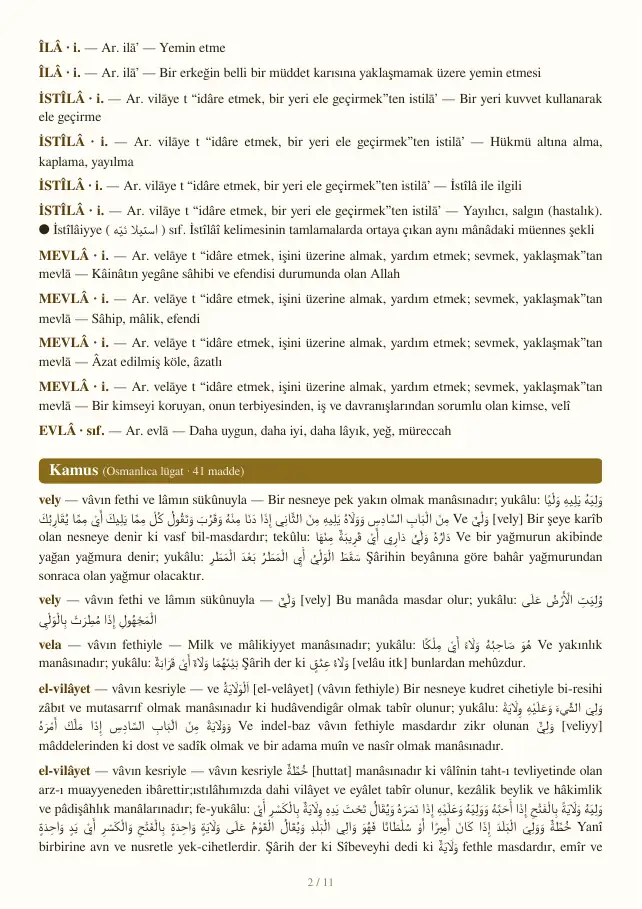 ÎLÂ · i. — Ar. ilā’ — Yemin etme
ÎLÂ · i. — Ar. ilā’ — Bir erkeğin belli bir müddet karısına yaklaşmamak üzere yemin etmesi
İSTÎLÂ · i. — Ar. vilāye t “idâre etmek, bir yeri ele geçirmek”ten istilā’ — Bir yeri kuvvet kullanarak
ele geçirme
İSTÎLÂ · i. — Ar. vilāye t “idâre etmek, bir yeri ele geçirmek”ten istilā’ — Hükmü altına alma,
kaplama, yayılma
İSTÎLÂ · i. — Ar. vilāye t “idâre etmek, bir yeri ele geçirmek”ten istilā’ — İstîlâ ile ilgili
İSTÎLÂ · i. — Ar. vilāye t “idâre etmek, bir yeri ele geçirmek”ten istilā’ — Yayılıcı, salgın (hastalık).
● İstîlâiyye ( استيلا ئيّه ) sıf. İstîlâî kelimesinin tamlamalarda ortaya çıkan aynı mânâdaki müennes şekli
MEVLÂ · i. — Ar. velāye t “idâre etmek, işini üzerine almak, yardım etmek; sevmek, yaklaşmak”tan
mevlā — Kâinâtın yegâne sâhibi ve efendisi durumunda olan Allah
MEVLÂ · i. — Ar. velāye t “idâre etmek, işini üzerine almak, yardım etmek; sevmek, yaklaşmak”tan
mevlā — Sâhip, mâlik, efendi
MEVLÂ · i. — Ar. velāye t “idâre etmek, işini üzerine almak, yardım etmek; sevmek, yaklaşmak”tan
mevlā — Âzat edilmiş köle, âzatlı
MEVLÂ · i. — Ar. velāye t “idâre etmek, işini üzerine almak, yardım etmek; sevmek, yaklaşmak”tan
mevlā — Bir kimseyi koruyan, onun terbiyesinden, iş ve davranışlarından sorumlu olan kimse, velî
EVLÂ · sıf. — Ar. evlā — Daha uygun, daha iyi, daha lâyık, yeğ, müreccah
Kamus (Osmanlıca lügat · 41 madde)
vely — vâvın fethi ve lâmın sükûnuyla — Bir nesneye pek yakın olmak mânasınadır; yukâlu: وَلِيَهُ يَلِيهِ وَلْيًا
مِنَ الْبَابِ السَّادِسِ وَوَلَاهُ يَلِيهِ مِنَ الثَّانِي إِذَا دَنَا مِنْهُ وَقَرُبَ وَتَقُولُ كُلْ مِمَّا يَلِيكَ أَيْ مِمَّا يُقَارِبُكَ Ve وَلْيٌ [vely] Bir şeye karîb
olan nesneye denir ki vasf bil-masdardır; tekûlu: دَارُهُ وَلْيُ دَارِي أَيْ قَرِيبَةٌ مِنْهَا Ve bir yağmurun akibinde
yağan yağmura denir; yukâlu: سَقَطَ الْوَلْيُ أَيِ الْمَطَرُ بَعْدَ الْمَطَرِ Şârihin beyânına göre bahâr yağmurundan
sonraca olan yağmur olacaktır.
vely — vâvın fethi ve lâmın sükûnuyla — وَلْيٌ [vely] Bu manâda masdar olur; yukâlu: وُلِيَتِ الْأَرْضُ عَلَى
الْمَجْهُولِ إِذَا مُطِرَتْ بِالْوَلْيِ
vela — vâvın fethiyle — Milk ve mâlikiyyet manâsınadır; yukâlu: هُوَ صَاحِبُهُ وَلَاءً أَيْ مِلْكًا Ve yakınlık
manâsınadır; yukâlu: بَيْنَهُمَا وَلَاءٌ أَيْ قَرَابَةٌ Şârih der ki وَلَاءُ عِتْقٍ [velâu itk] bunlardan mehûzdur.
el-vilâyet — vâvın kesriyle — ve اَلْوَلَايَةُ [el-velâyet] (vâvın fethiyle) Bir nesneye kudret cihetiyle bi-resihi
zâbıt ve mutasarrıf olmak manâsınadır ki hudâvendigâr olmak tabîr olunur; yukâlu: وَلِيَ الشَّيْءَ وَعَلَيْهِ وِلَايَةً
وَوَلَايَةً مِنَ الْبَابِ السَّادِسِ إِذَا مَلَكَ أَمْرَهُ Ve indel-baz vâvın fethiyle masdardır zikr olunan وَلِيٌّ [veliyy]
mâddelerinden ki dost ve sadîk olmak ve bir adama muîn ve nasîr olmak manâsınadır.
el-vilâyet — vâvın kesriyle — vâvın kesriyle خُطَّةٌ [huttat] manâsınadır ki vâlînin taht-ı tevliyetinde olan
arz-ı muayyeneden ibârettir;ıstılâhımızda dahi vilâyet ve eyâlet tabîr olunur, kezâlik beylik ve hâkimlik
ve pâdişâhlık manâlarınadır; fe-yukâlu: وَلِيَهُ وَلَايَةً بِالْفَتْحِ إِذَا أَحَبَّهُ وَوَلِيَهُ وَعَلَيْهِ إِذَا نَصَرَهُ وَيُقَالُ تَحْتَ يَدِهِ وِلَايَةٌ بِالْكَسْرِ أَيْ
خُطَّةٌ وَوَلِيَ الْبَلَدَ إِذَا كَانَ أَمِيرًا أَوْ سُلْطَانًا فَهُوَ وَالِي الْبَلَدِ وَيُقَالُ الْقَوْمُ عَلَى وَلَايَةٍ وَاحِدَةٍ بِالْفَتْحِ وَالْكَسْرِ أَيْ يَدٍ وَاحِدَةٍ Yanî
birbirine avn ve nusretle yek-cihetlerdir. Şârih der ki Sîbeveyhi dedi ki وَلَايَةٌ fethle masdardır, emîr ve
2 / 11